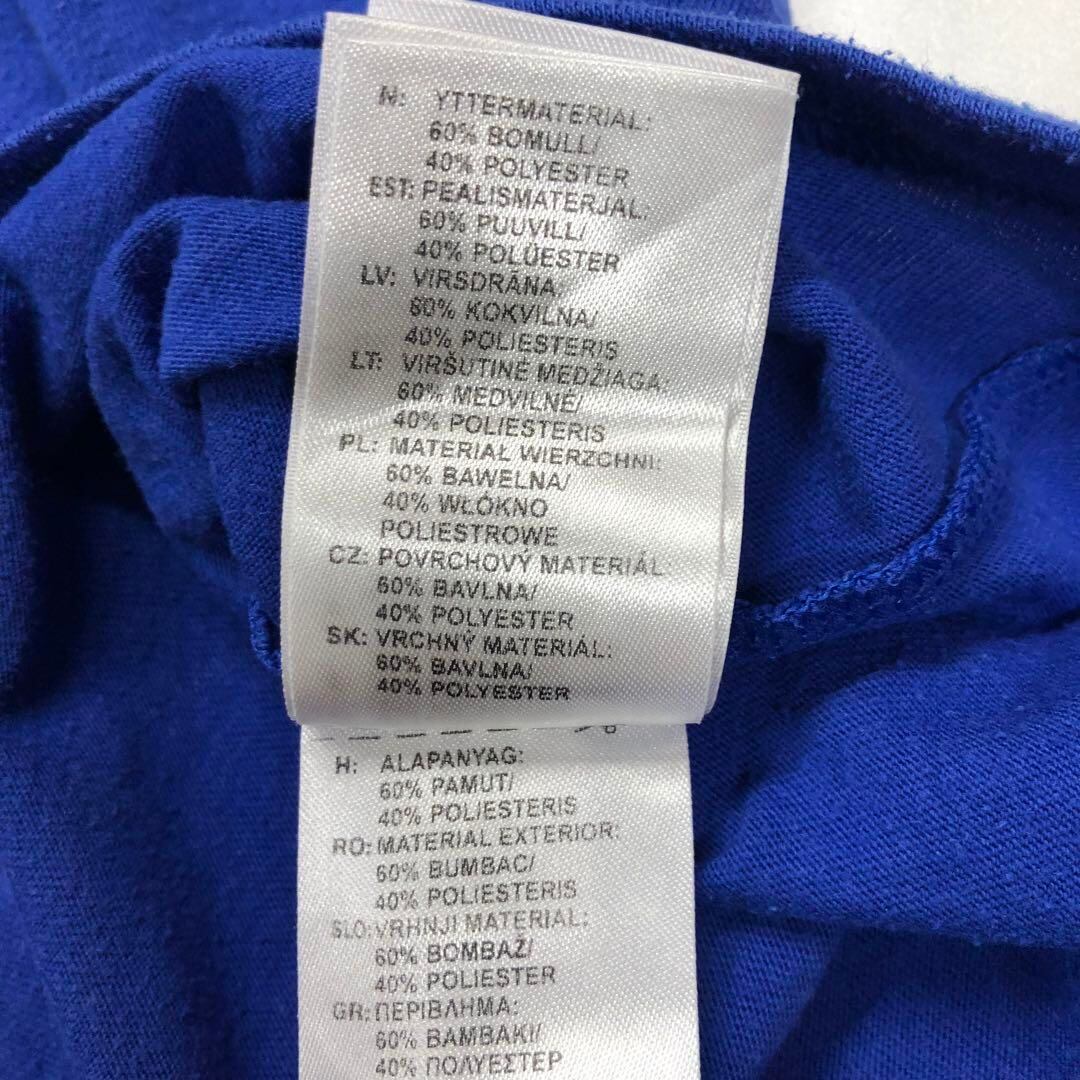 N: YTTERMATERIAL:
60% BOMULL/
40% POLYESTER
EST: PEALISMATERJAL:
60% PUUVILL/
40% POLÜESTER
LV: VIRSDRĀNA:
60% KOKVILNA/
40% POLIESTERIS
LT: VIRŠUTINĖ MEDŽIAGA:
60% MEDVILNĖ/
40% POLIESTERIS
PL: MATERIAŁ WIERZCHNI:
60% BAWEŁNA/
40% WŁÓKNO
POLIESTROWE
CZ: POVRCHOVÝ MATERIÁL
60% BAVLNA/
40% POLYESTER
SK: VRCHNÝ MATERIÁL:
60% BAVLNA/
40% POLYESTER
H: ALAPANYAG:
60% PAMUT/
40% POLIESTERIS
RO: MATERIAL EXTERIOR:
60% BUMBAC/
40% POLIESTERIS
SLO: VRHNJI MATERIAL:
60% BOMBAŽ/
40% POLIESTER
GR: ΠΕΡΙΒΛΗΜΑ:
60% ΒΑΜΒΑΚΙ/
40% ΠΟΛΥΕΣΤΕΡ